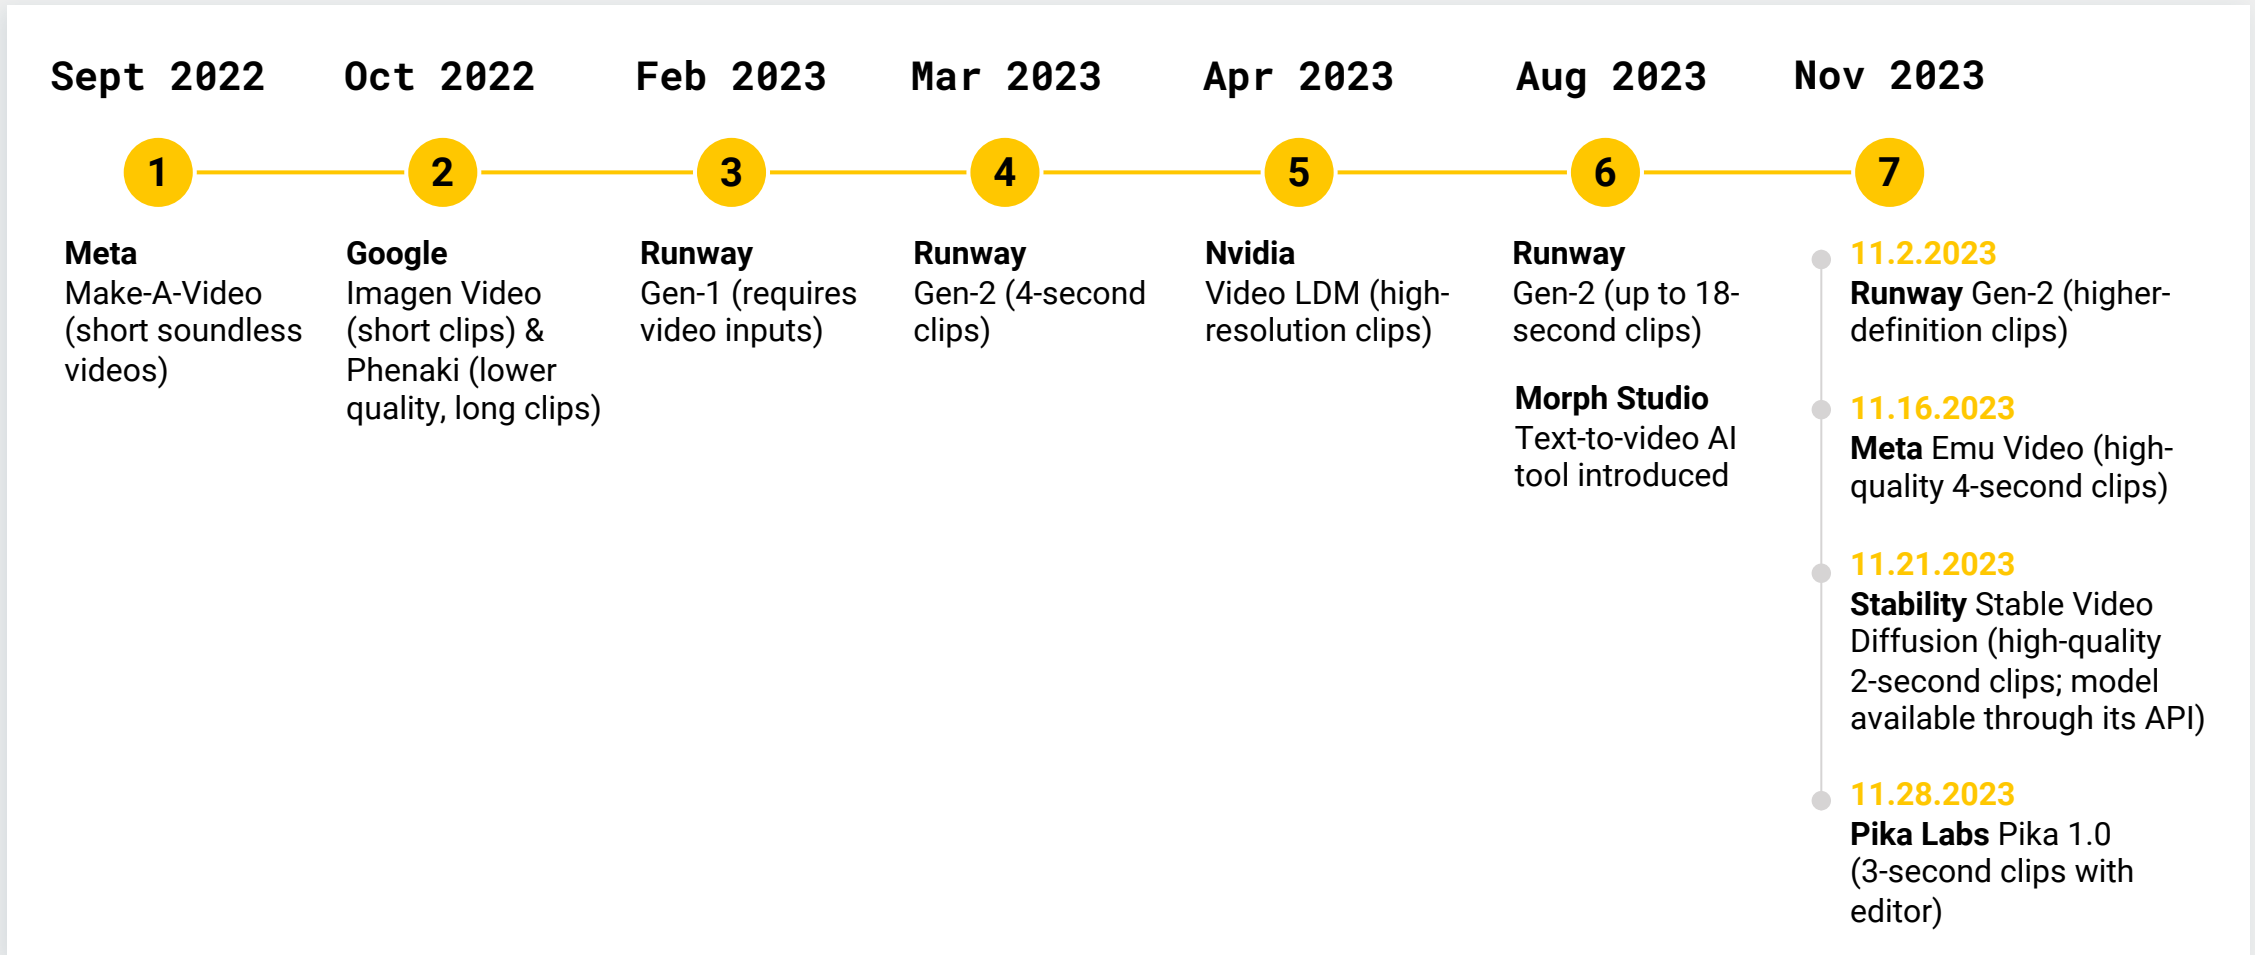 Sept 2022
Oct 2022
Feb 2023
Mar 2023
Apr 2023
Aug 2023
Nov 2023
1
2
3
4
5
6
7
Meta
Make-A-Video
(short soundless
videos)
Google
Imagen Video
(short clips) &
Phenaki (lower
quality, long clips)
Runway
Gen-1 (requires
video inputs)
Runway
Gen-2 (4-second
clips)
Nvidia
Video LDM (high-
resolution clips)
Runway
Gen-2 (up to 18-
second clips)
Morph Studio
Text-to-video AI
tool introduced
11.2.2023
Runway Gen-2 (higher-
definition clips)
11.16.2023
Meta Emu Video (high-
quality 4-second clips)
11.21.2023
Stability Stable Video
Diffusion (high-quality
2-second clips; model
available through its API)
11.28.2023
Pika Labs Pika 1.0
(3-second clips with
editor)